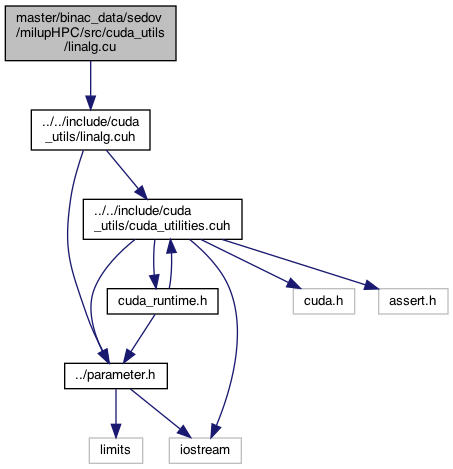 master/binac_data/sedov
/milupHPC/src/cuda_utils
/linalg.cu
../../include/cuda
_utils/linalg.cuh
../../include/cuda
_utils/cuda_utilities.cuh
cuda_runtime.h
cuda.h
assert.h
../parameter.h
limits
iostream